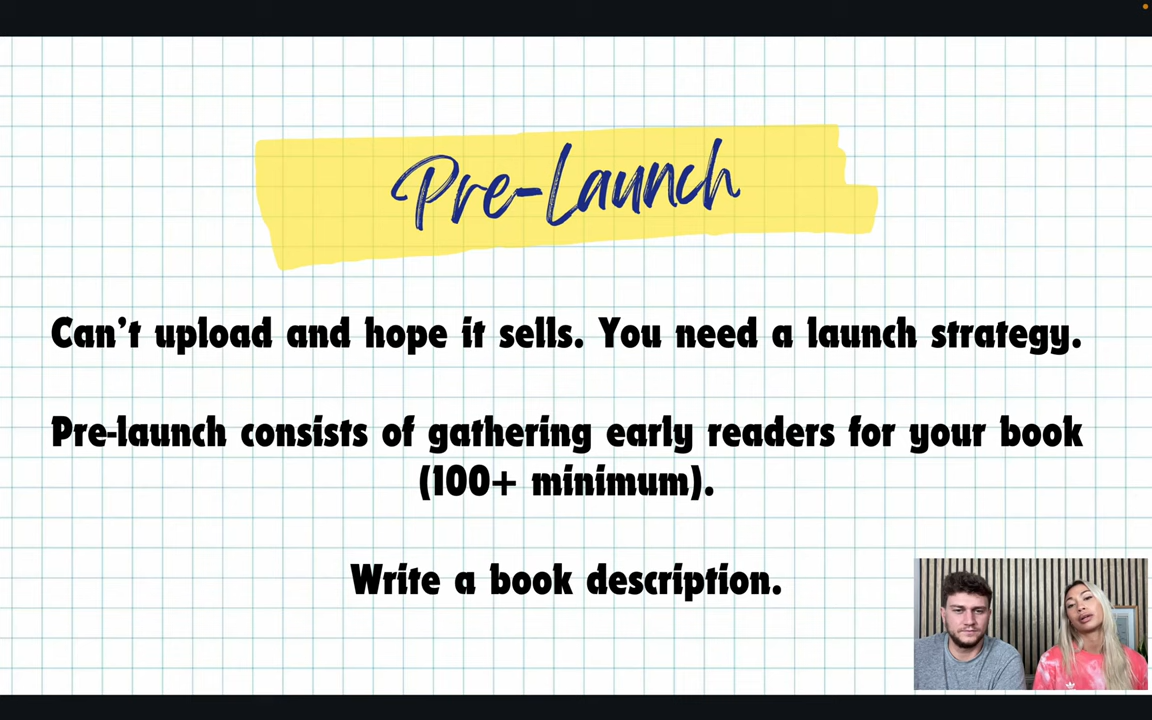 Pre-Launch
Can't upload and hope it sells. You need a launch strategy.
Pre-launch consists of gathering early readers for your book
(100+ minimum).
Write a book description.